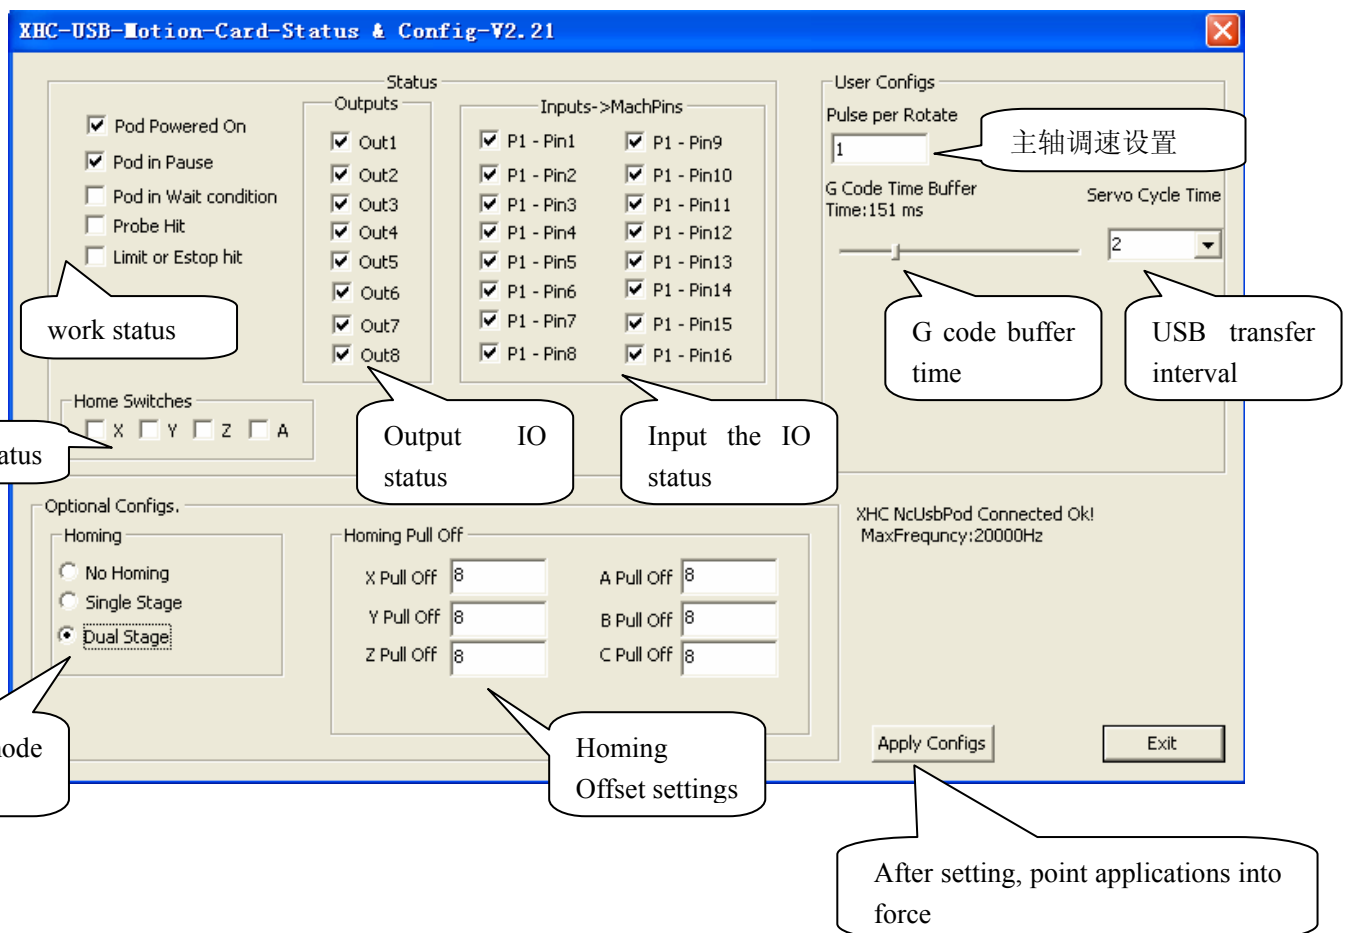 XHC-USB-Motion-Card-Status & Config-V2.21
Status
Pod Powered On
Pod in Pause
Pod in Wait condition
Probe Hit
Limit or Estop hit
work status
Outputs
Out1
Out2
Out3
Out4
Out5
Out6
Out7
Out8
Inputs->MachPins
P1 - Pin1
P1 - Pin2
P1 - Pin3
P1 - Pin4
P1 - Pin5
P1 - Pin6
P1 - Pin7
P1 - Pin8
P1 - Pin9
P1 - Pin10
P1 - Pin11
P1 - Pin12
P1 - Pin13
P1 - Pin14
P1 - Pin15
P1 - Pin16
User Configs
Pulse per Rotate
1
主轴调速设置
G Code Time Buffer
Time:151 ms
Servo Cycle Time
2
G code buffer
time
USB transfer
interval
Home Switches
X Y Z A
atus
Output IO
status
Input the IO
status
Optional Configs.
Homing
No Homing
Single Stage
Dual Stage
ode
Homing Pull Off
X Pull Off 8
Y Pull Off 8
Z Pull Off 8
A Pull Off 8
B Pull Off 8
C Pull Off 8
Homing
Offset settings
XHC NcUsbPod Connected Ok!
MaxFrequncy:20000Hz
Apply Configs
Exit
After setting, point applications into
force